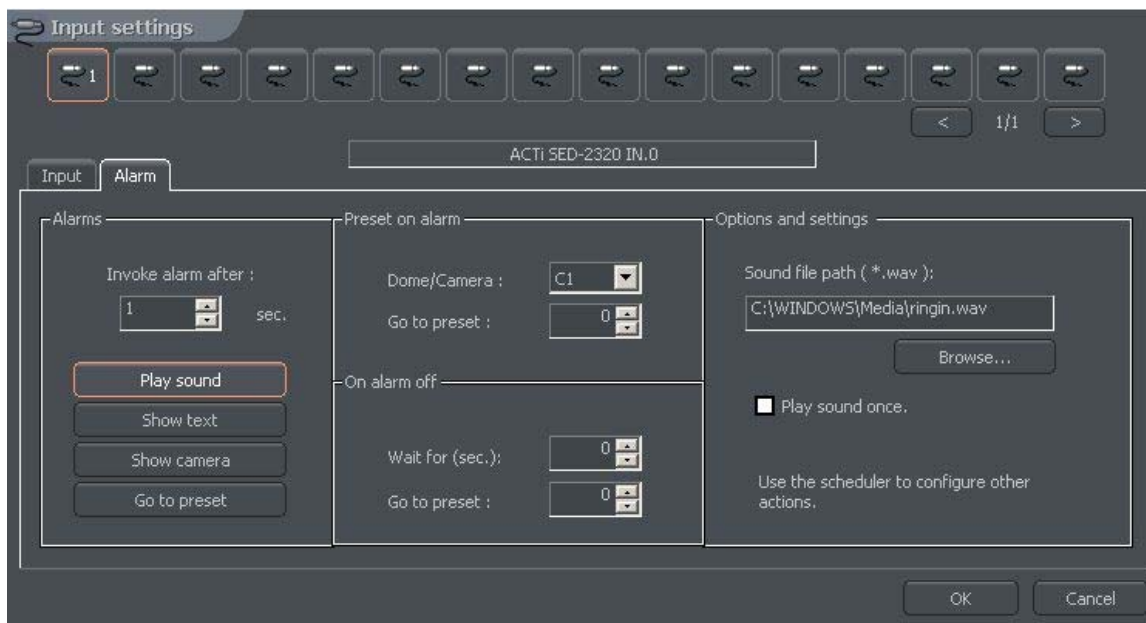 Input settings
1
< 1/1 >
ACTi SED-2320 IN.0
Input Alarm
Alarms
Invoke alarm after :
1 sec.
Play sound
Show text
Show camera
Go to preset
Preset on alarm
Dome/Camera : C1
Go to preset : 0
On alarm off
Wait for (sec.): 0
Go to preset : 0
Options and settings
Sound file path ( *.wav ):
C:\WINDOWS\Media\ringin.wav
Browse...
Play sound once.
Use the scheduler to configure other
actions.
OK Cancel